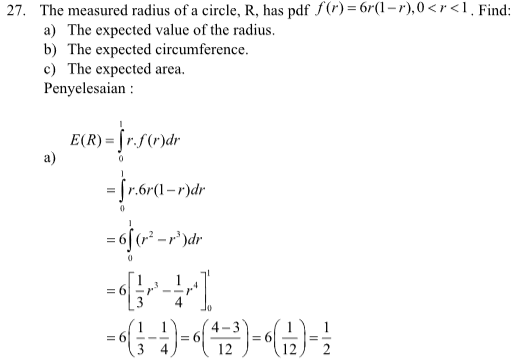 27. The measured radius of a circle, R, has pdf f(r) = 6r(1−r), 0 < r < 1. Find:
a) The expected value of the radius.
b) The expected circumference.
c) The expected area.
Penyelesaian :
a) E(R) = ∫₀¹ r.f(r)dr
= ∫₀¹ r.6r(1−r)dr
= 6∫₀¹ (r² − r³)dr
= 6[1/3 r³ − 1/4 r⁴]₀¹
= 6(1/3 − 1/4) = 6((4−3)/12) = 6(1/12) = 1/2